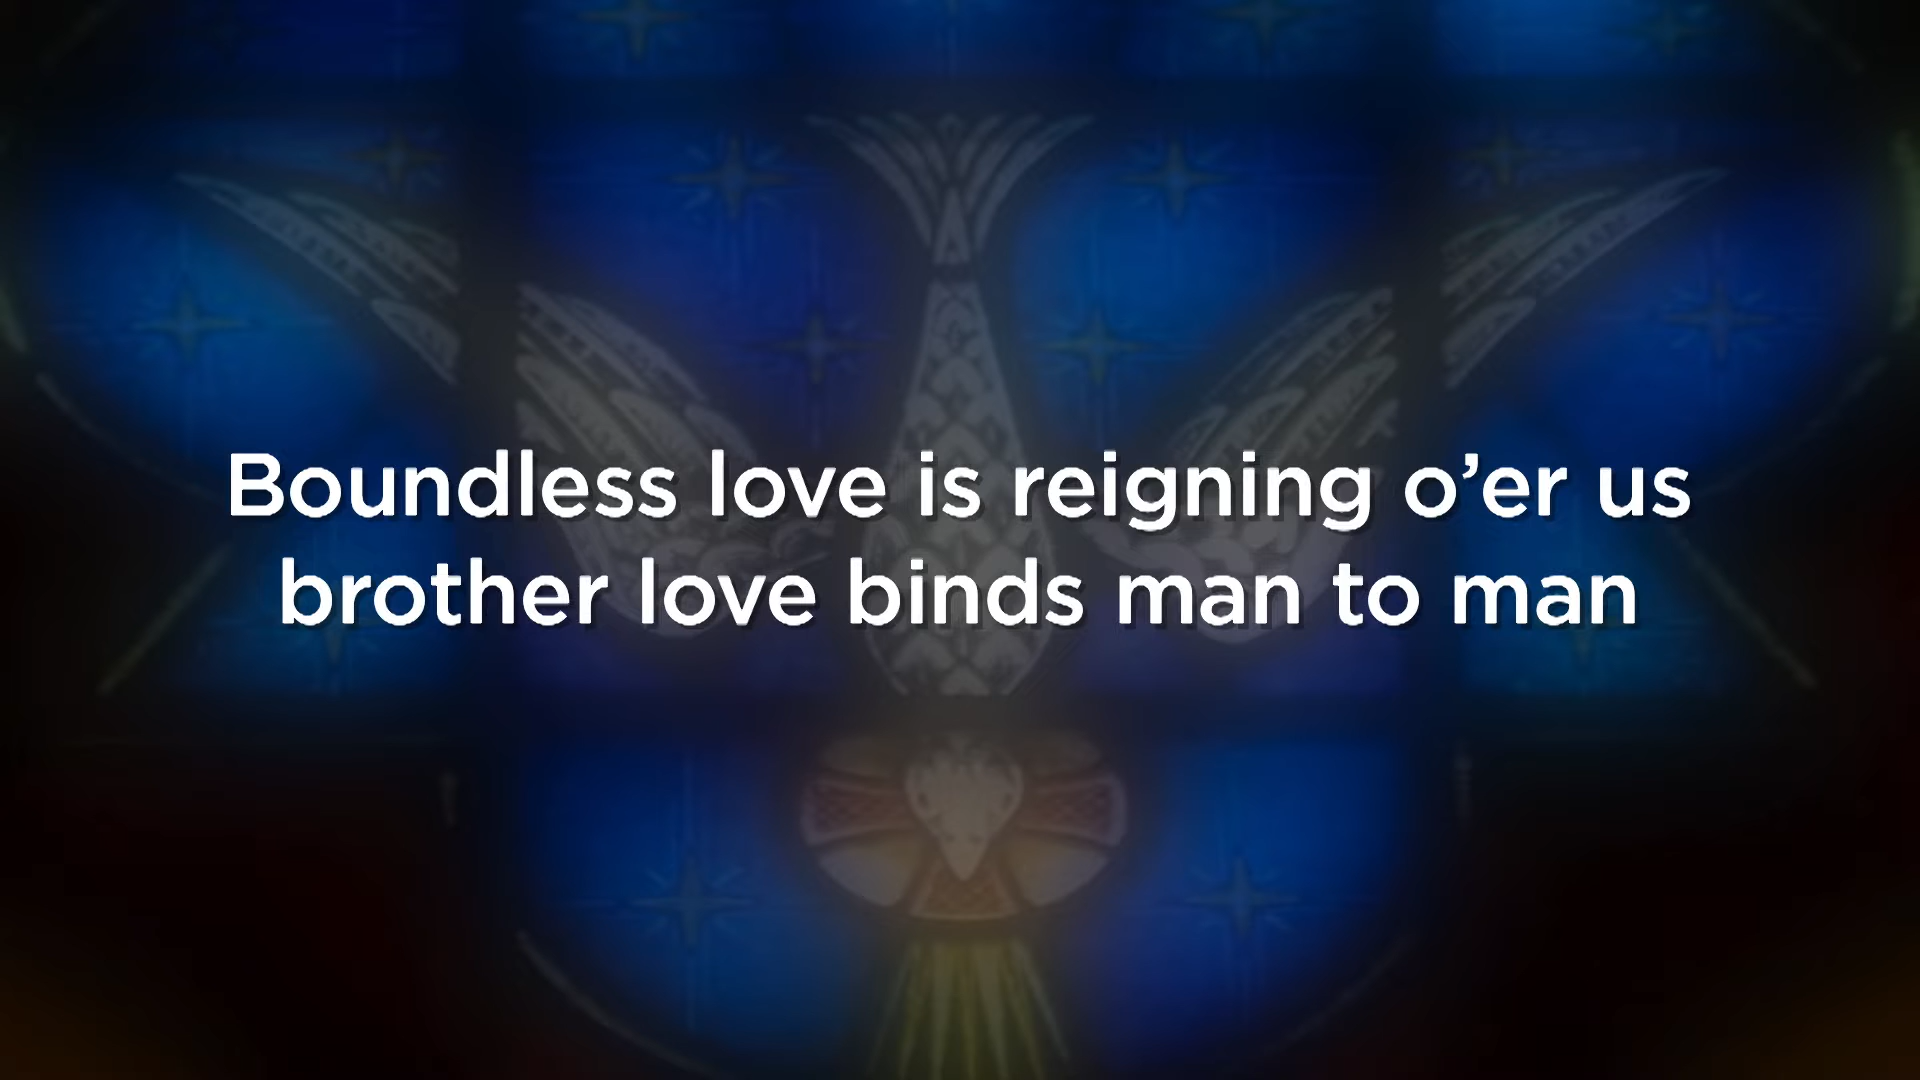 Boundless love is reigning o’er us
brother love binds man to man